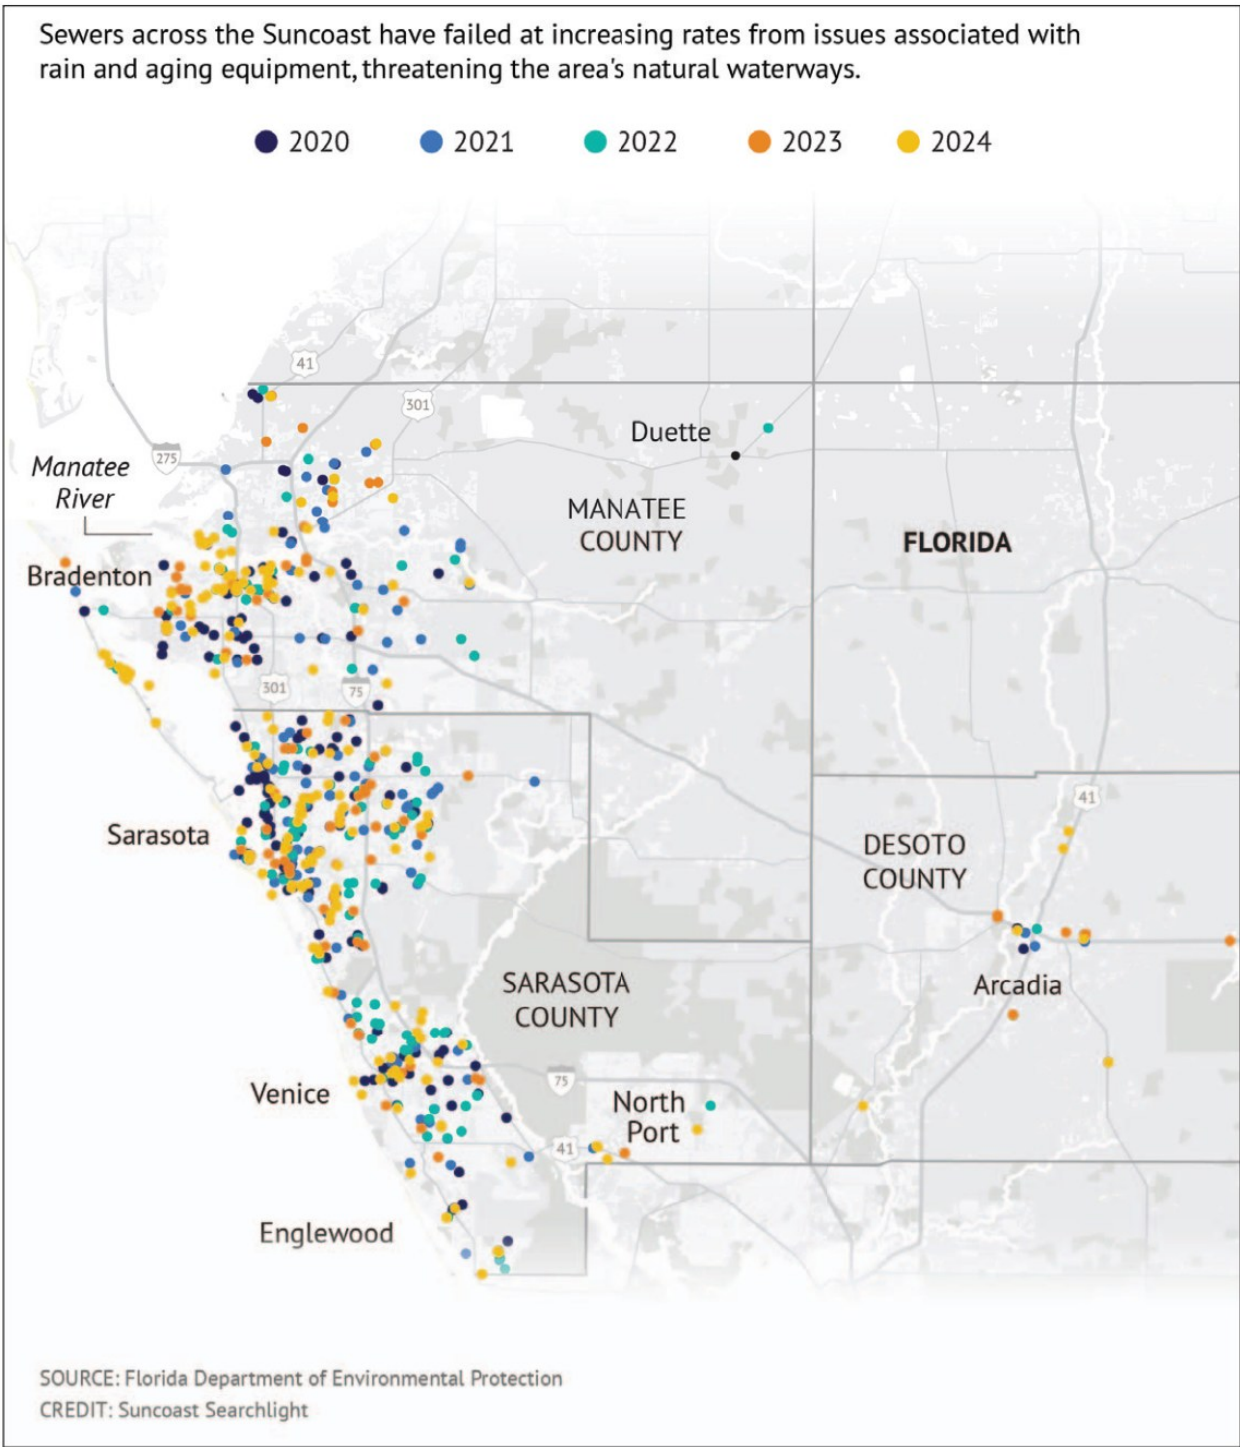 Sewers across the Suncoast have failed at increasing rates from issues associated with
rain and aging equipment, threatening the area's natural waterways.
2020 2021 2022 2023 2024
41
301
Duette
275
Manatee
River
MANATEE
COUNTY
FLORIDA
Bradenton
301
75
41
Sarasota
DESOTO
COUNTY
SARASOTA
COUNTY
Arcadia
75
Venice
North
Port
41
Englewood
SOURCE: Florida Department of Environmental Protection
CREDIT: Suncoast Searchlight